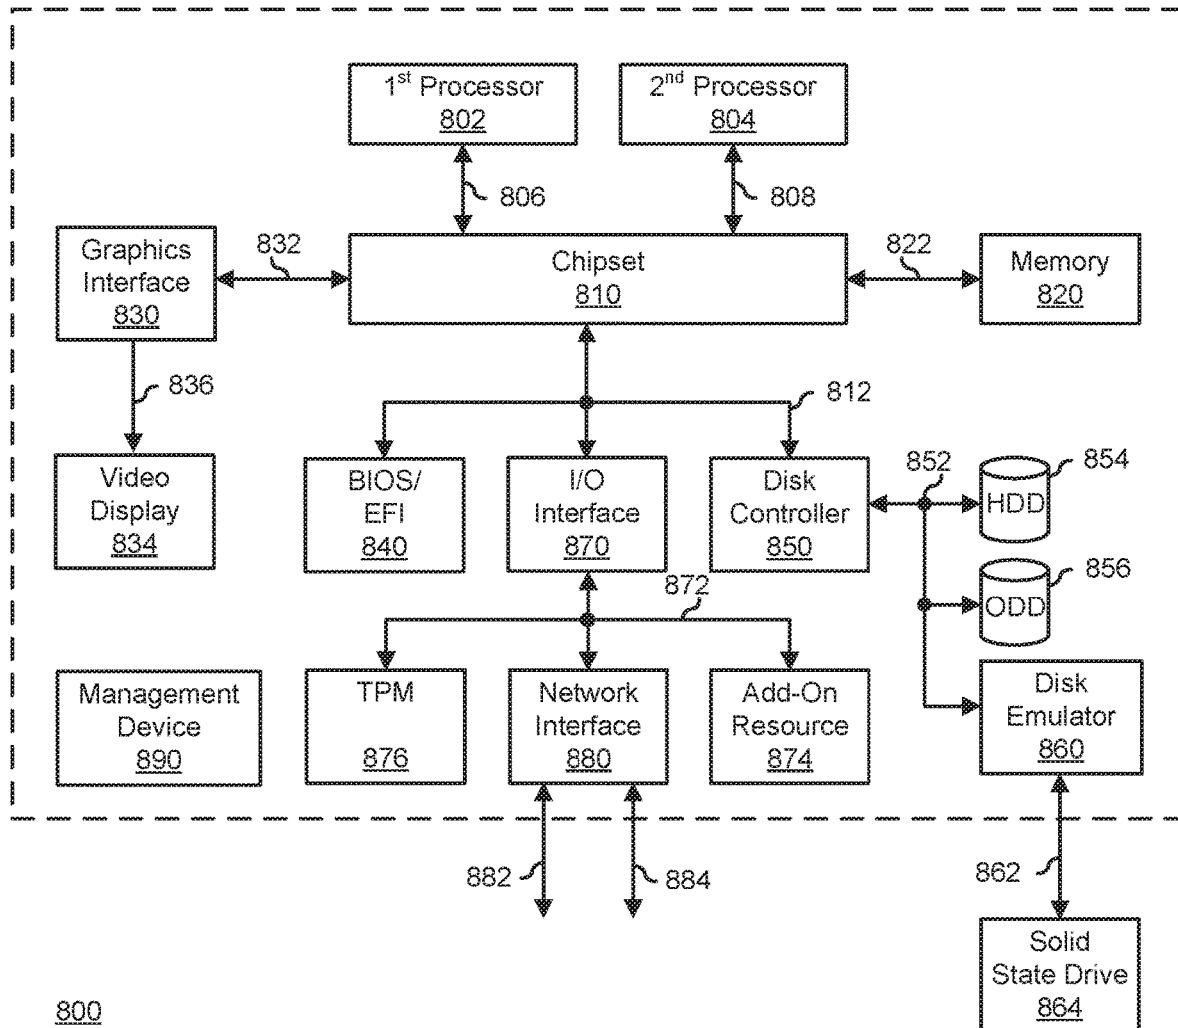 1st Processor
802
2nd Processor
804
806
808
Graphics
Interface
830
832
Chipset
810
822
Memory
820
836
812
Video
Display
834
BIOS/
EFI
840
I/O
Interface
870
Disk
Controller
850
852
HDD
854
ODD
856
872
Management
Device
890
TPM
876
Network
Interface
880
Add-On
Resource
874
Disk
Emulator
860
882
884
862
Solid
State Drive
864
800